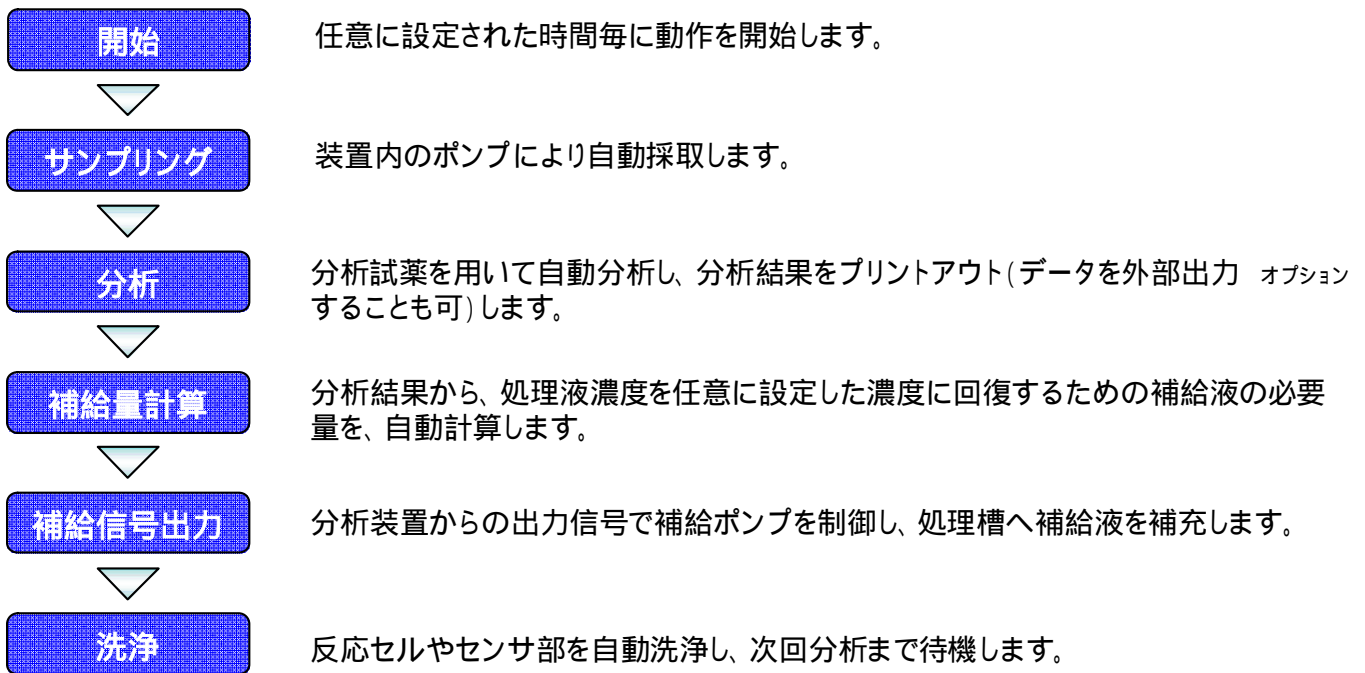 開始
任意に設定された時間毎に動作を開始します。
サンプリング
装置内のポンプにより自動採取します。
分析
分析試薬を用いて自動分析し、分析結果をプリントアウト(データを外部出力 オプション
することも可)します。
補給量計算
分析結果から、処理液濃度を任意に設定した濃度に回復するための補給液の必要
量を、自動計算します。
補給信号出力
分析装置からの出力信号で補給ポンプを制御し、処理槽へ補給液を補充します。
洗浄
反応セルやセンサ部を自動洗浄し、次回分析まで待機します。